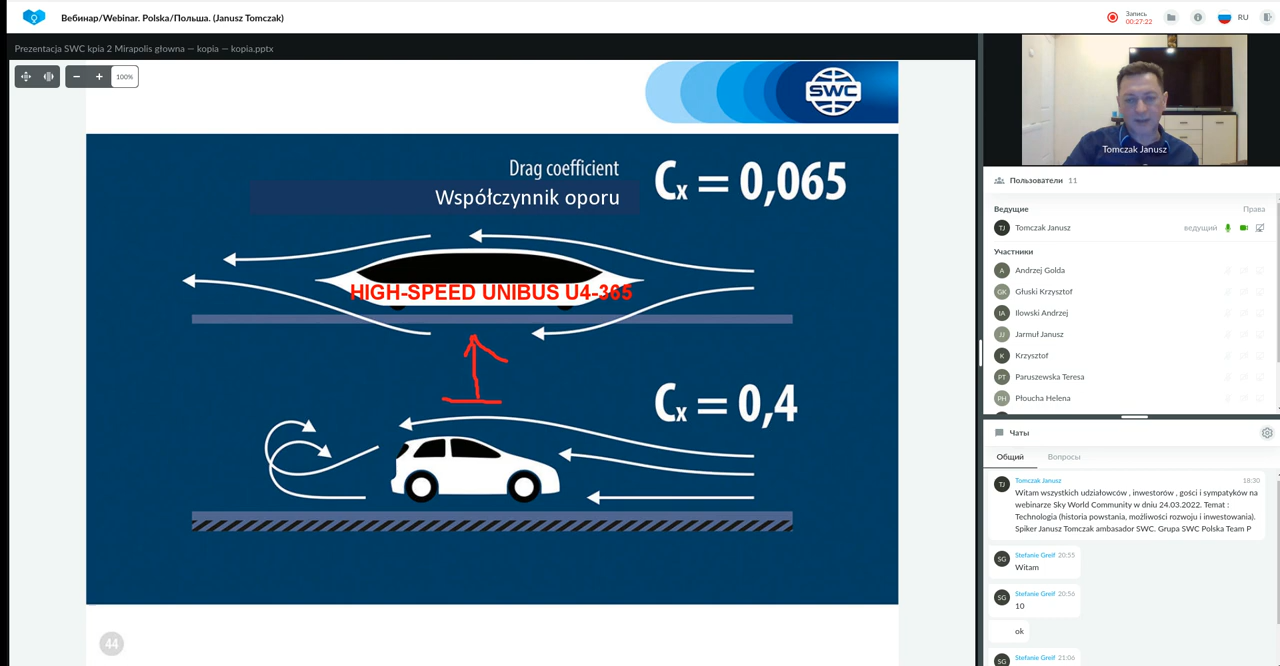 Вебинар/Webinar. Polska/Польша. (Janusz Tomczak)
Запись
00:27:22
RU
Prezentacja SWC kpia 2 Mirapolis głowna — kopia — kopia.pptx
100%
SWC
Drag coefficient
Cx = 0,065
Współczynnik oporu
HIGH-SPEED UNIBUS U4-365
Cx = 0,4
44
Tomczak Janusz
Пользователи 11
Ведущие
Права
TJ Tomczak Janusz ведущий
Участники
A Andrzej Golda
GK Głuski Krzysztof
IA Ilowski Andrzej
JJ Jarmuł Janusz
K Krzysztof
PT Paruszewska Teresa
PH Płoucha Helena
Чаты
Общий Вопросы
TJ Tomczak Janusz 18:30
Witam wszystkich udziałowców , inwestorów , gości i sympatyków na
webinarze Sky World Community w dniu 24.03.2022. Temat :
Technologia (historia powstania, możliwości rozwoju i inwestowania).
Spiker Janusz Tomczak ambasador SWC. Grupa SWC Polska Team P
SG Stefanie Greif 20:55
Witam
SG Stefanie Greif 20:56
10
ok
SG Stefanie Greif 21:06